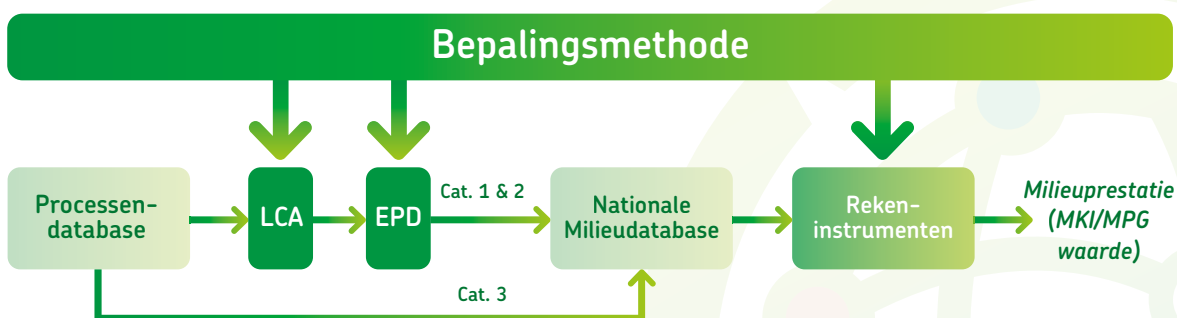 Bepalingsmethode
Processen-
database
LCA
EPD
Cat. 1 & 2
Nationale
Milieudatabase
Reken-
instrumenten
Milieuprestatie
(MKI/MPG
waarde)
Cat. 3